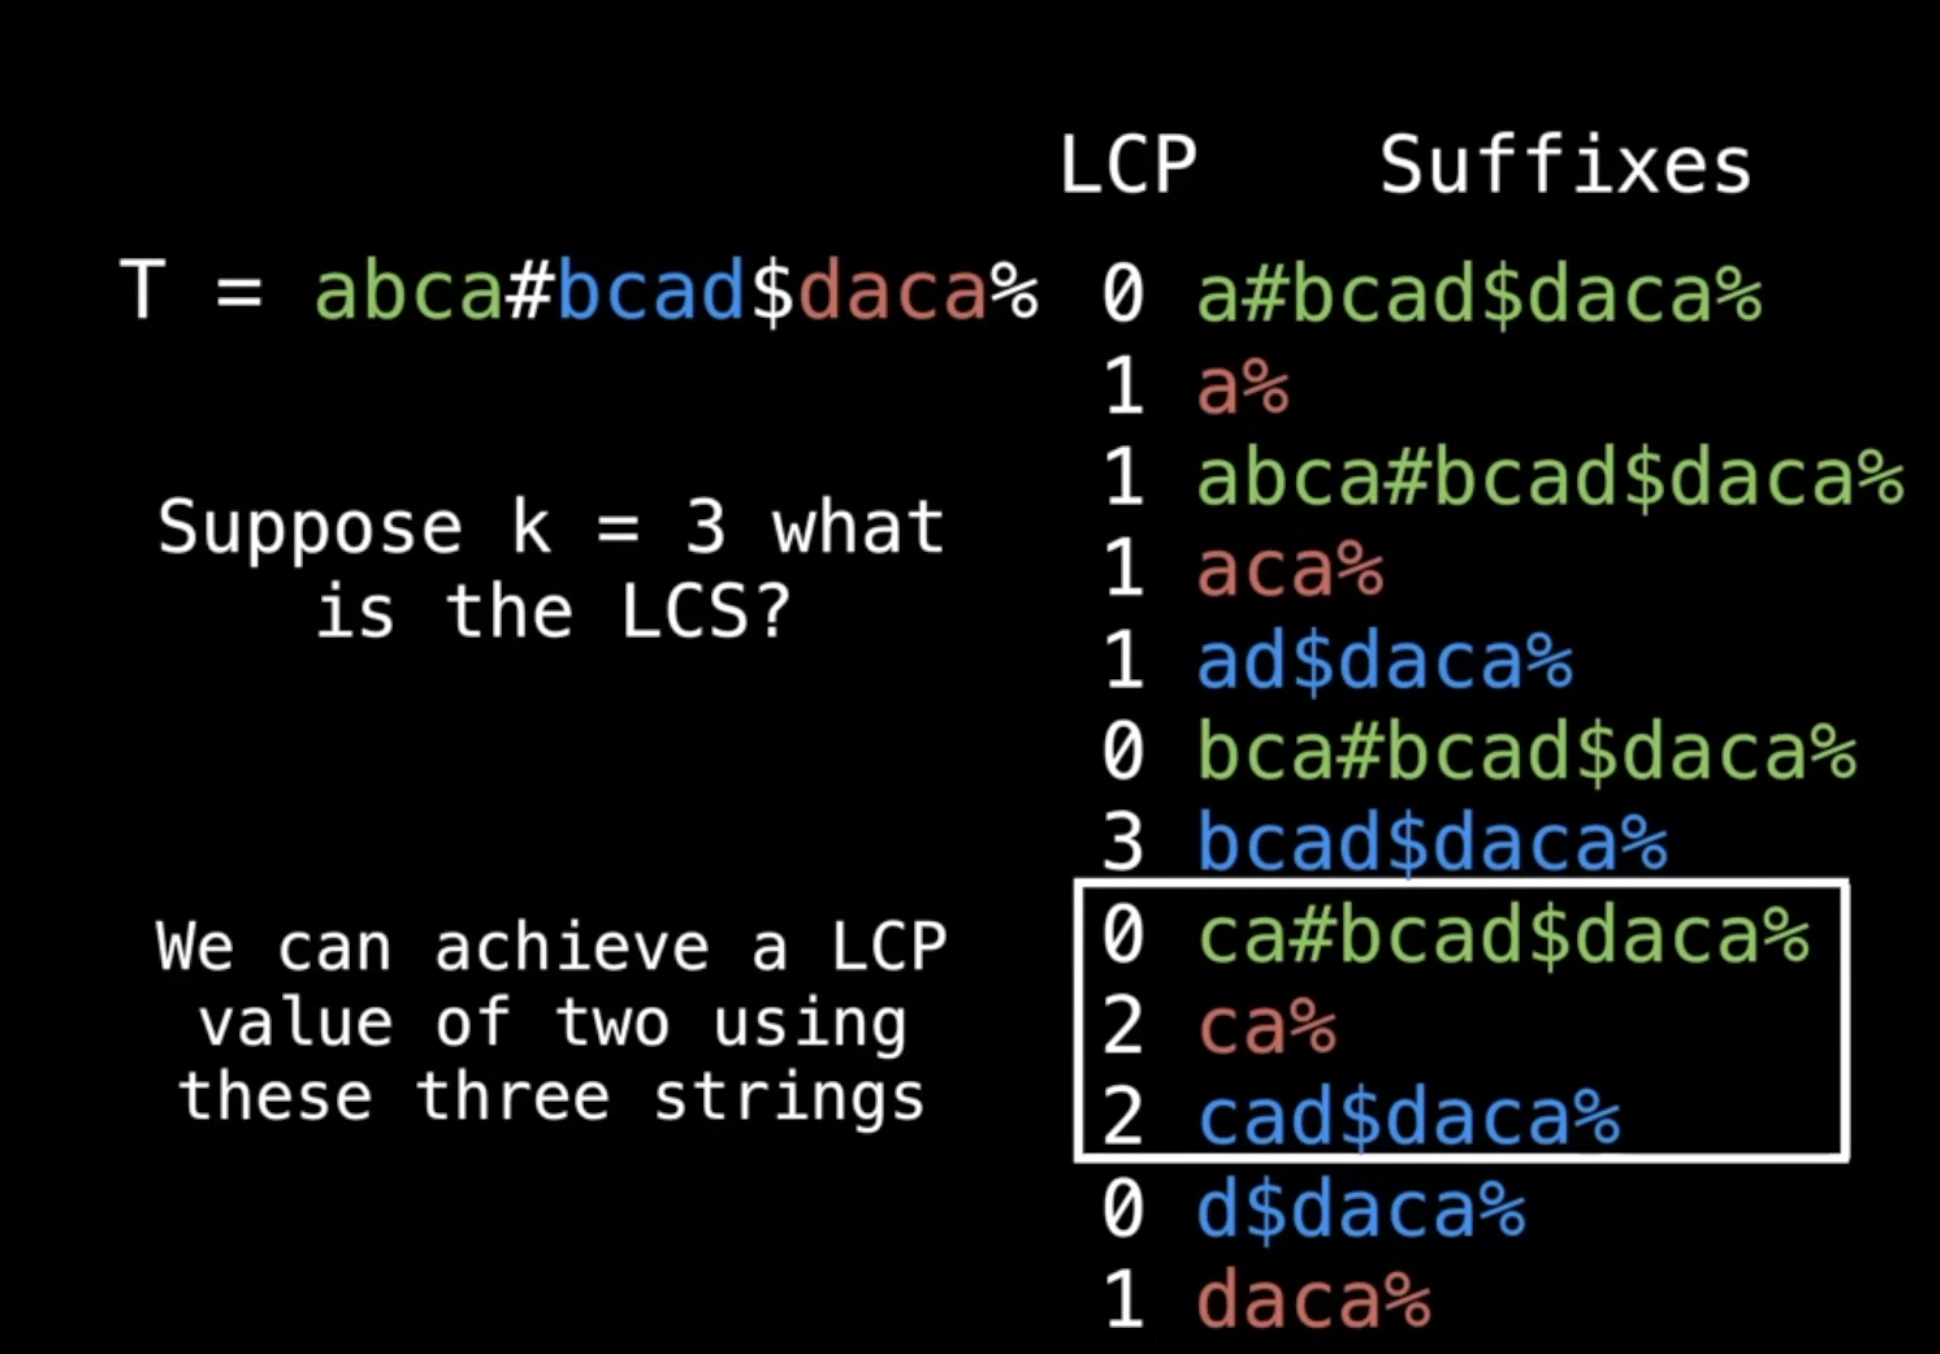 LCP Suffixes
T = abca#bcad$daca%
0 a#bcad$daca%
1 a%
1 abca#bcad$daca%
Suppose k = 3 what
is the LCS?
1 aca%
1 ad$daca%
0 bca#bcad$daca%
3 bcad$daca%
We can achieve a LCP
value of two using
these three strings
0 ca#bcad$daca%
2 ca%
2 cad$daca%
0 d$daca%
1 daca%